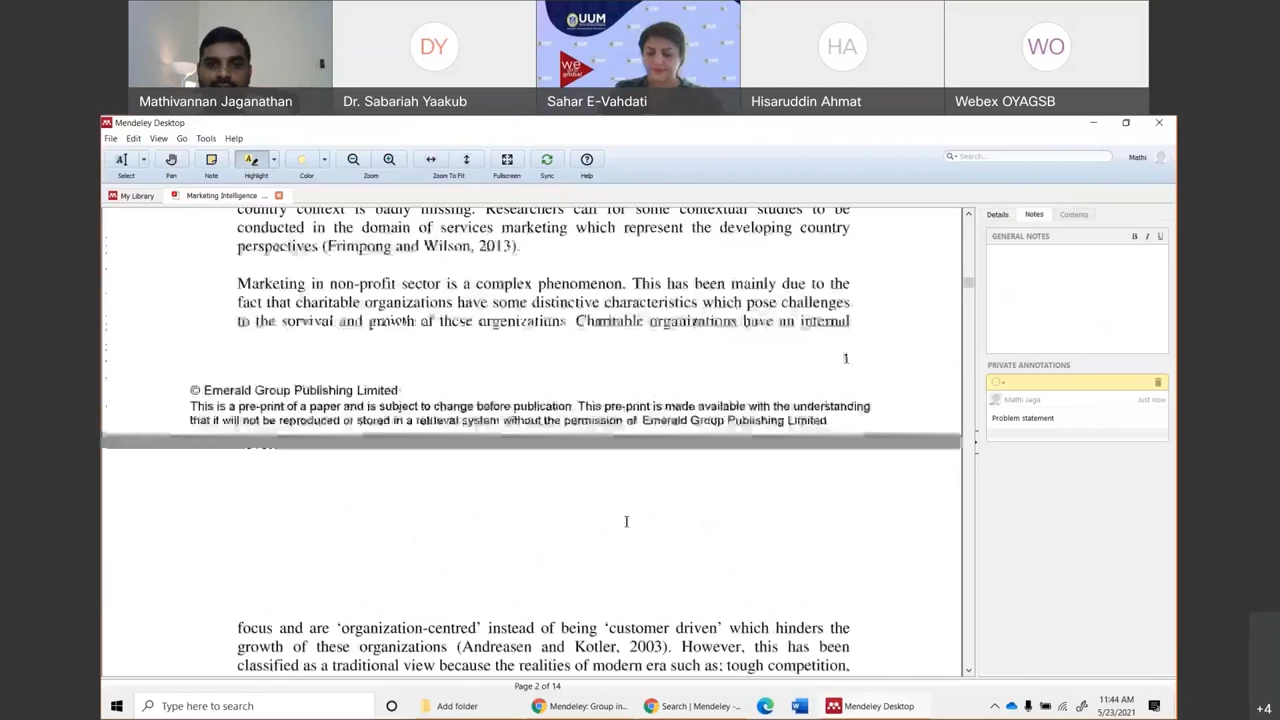 UUM
we
global
DY
HA
WO
Mathivannan Jaganathan
Dr. Sabariah Yaakub
Sahar E-Vahdati
Hisaruddin Ahmat
Webex OYAGSB
Mendeley Desktop
File Edit View Go Tools Help
Select Pan Note Highlight Color Zoom Zoom To Fit Fullscreen Sync Help
Search...
Mathi
My Library
Marketing Intelligence ...
Details Notes Contents
GENERAL NOTES
B I U
country context is badly missing. Researchers call for some contextual studies to be
conducted in the domain of services marketing which represent the developing country
perspectives (Frimpong and Wilson, 2013).
Marketing in non-profit sector is a complex phenomenon. This has been mainly due to the
fact that charitable organizations have some distinctive characteristics which pose challenges
to the survival and growth of these organizations Charitable organizations have an internal
1
© Emerald Group Publishing Limited
This is a pre-print of a paper and is subject to change before publication. This pre-print is made available with the understanding
that it will not be reproduced or stored in a retrieval system without the permission of Emerald Group Publishing Limited
focus and are ‘organization-centred’ instead of being ‘customer driven’ which hinders the
growth of these organizations (Andreasen and Kotler, 2003). However, this has been
classified as a traditional view because the realities of modern era such as; tough competition,
PRIVATE ANNOTATIONS
Mathi Jaga Just now
Problem statement
Page 2 of 14
Type here to search
Add folder
Mendeley: Group in...
Search | Mendeley -...
Mendeley Desktop
11:44 AM
5/23/2021
+4